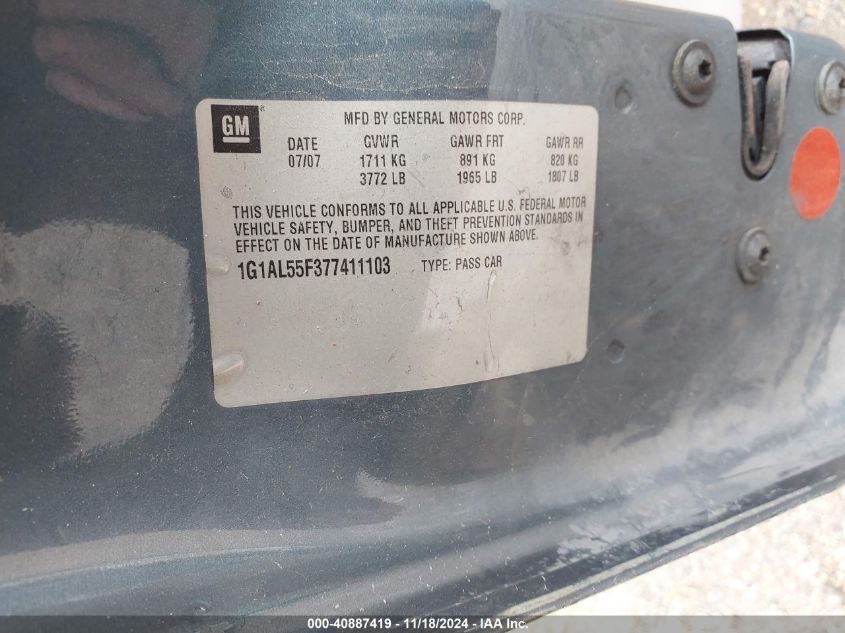 GM®
MFD BY GENERAL MOTORS CORP.
DATE GVWR GAWR FRT GAWR RR
07/07 1711 KG 891 KG 820 KG
3772 LB 1965 LB 1807 LB
THIS VEHICLE CONFORMS TO ALL APPLICABLE U.S. FEDERAL MOTOR
VEHICLE SAFETY, BUMPER, AND THEFT PREVENTION STANDARDS IN
EFFECT ON THE DATE OF MANUFACTURE SHOWN ABOVE.
1G1AL55F377411103 TYPE: PASS CAR
000-40887419 - 11/18/2024 - IAA Inc.